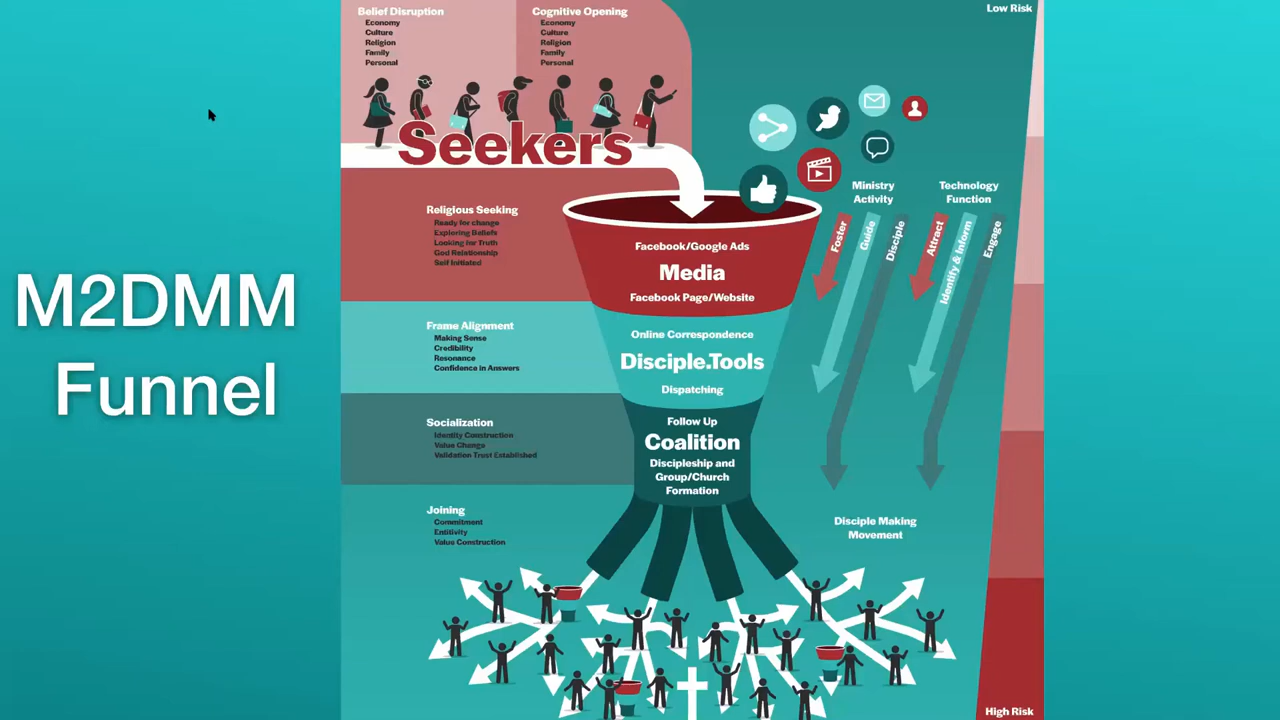 M2DMM
Funnel
Belief Disruption
Economy
Culture
Religion
Family
Personal
Cognitive Opening
Economy
Culture
Religion
Family
Personal
Seekers
Religious Seeking
Ready for change
Exploring Beliefs
Looking for Truth
God Relationship
Self Initiated
Frame Alignment
Making Sense
Credibility
Resonance
Confidence in Answers
Socialization
Identity Construction
Value Change
Validation Trust Established
Joining
Commitment
Entitivity
Value Construction
Facebook/Google Ads
Media
Facebook Page/Website
Online Correspondence
Disciple.Tools
Dispatching
Follow Up
Coalition
Discipleship and
Group/Church
Formation
Ministry
Activity
Foster
Guide
Disciple
Technology
Function
Attract
Identify & Inform
Engage
Disciple Making
Movement
Low Risk
High Risk